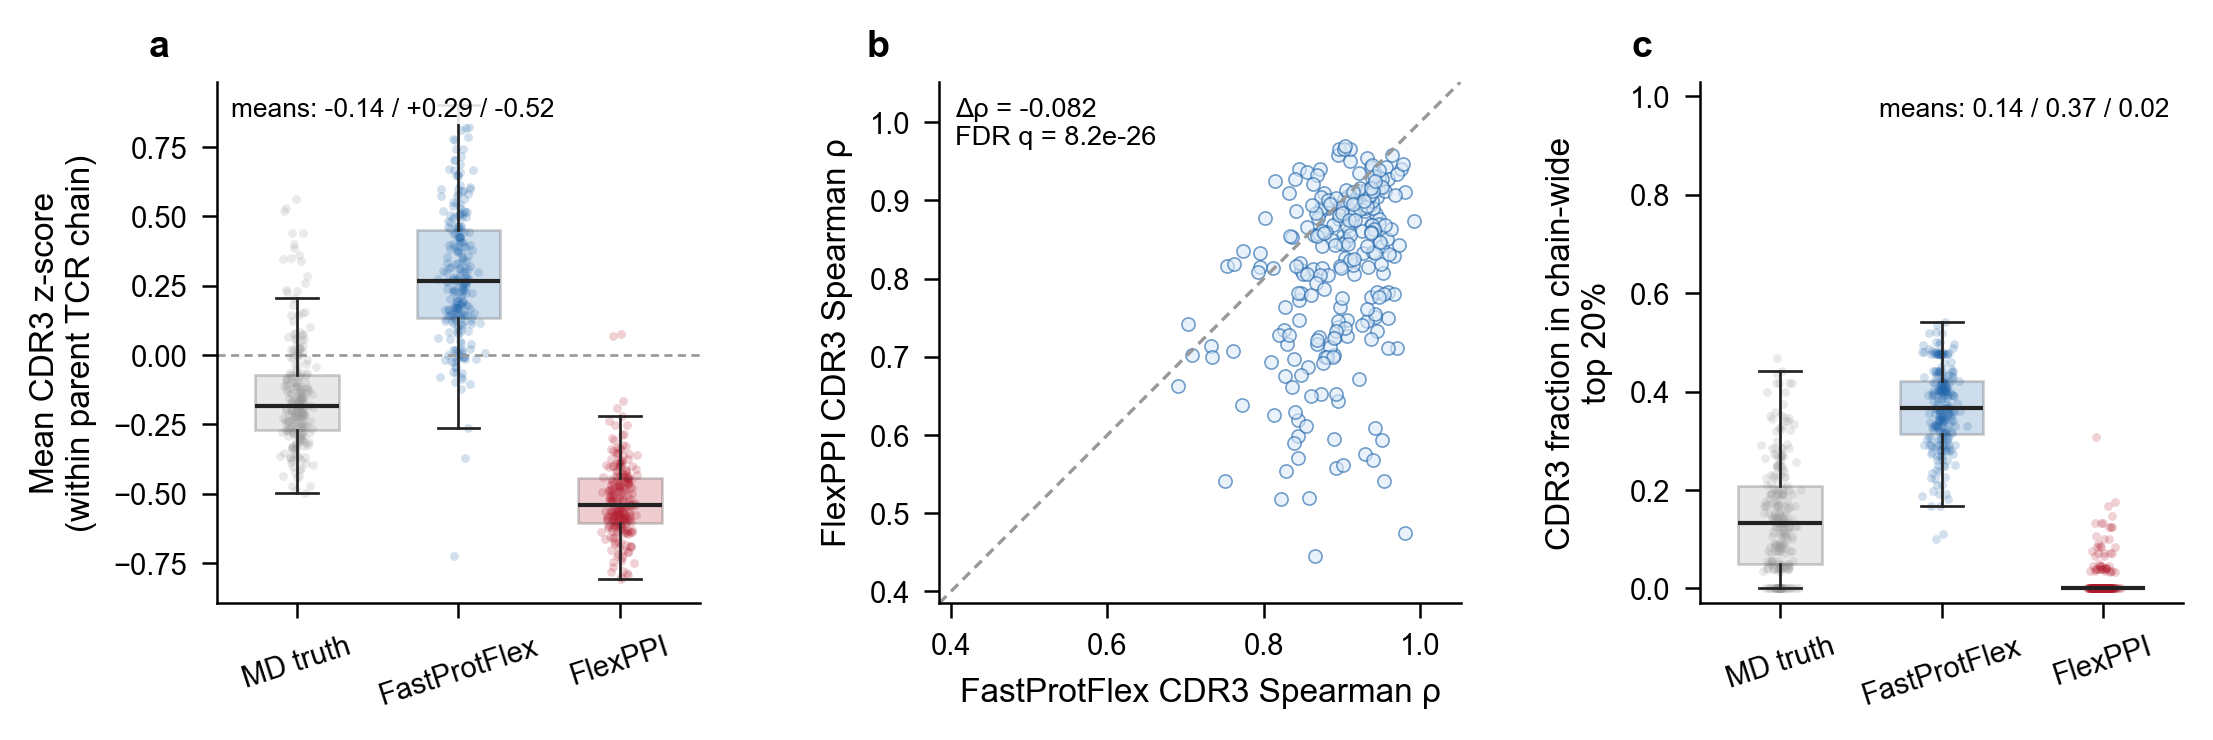 a
means: -0.14 / +0.29 / -0.52
Mean CDR3 z-score
(within parent TCR chain)
0.75
0.50
0.25
0.00
−0.25
−0.50
−0.75
MD truth
FastProtFlex
FlexPPI
b
Δρ = -0.082
FDR q = 8.2e-26
FlexPPI CDR3 Spearman ρ
1.0
0.9
0.8
0.7
0.6
0.5
0.4
0.4 0.6 0.8 1.0
FastProtFlex CDR3 Spearman ρ
c
means: 0.14 / 0.37 / 0.02
CDR3 fraction in chain-wide
top 20%
1.0
0.8
0.6
0.4
0.2
0.0
MD truth
FastProtFlex
FlexPPI